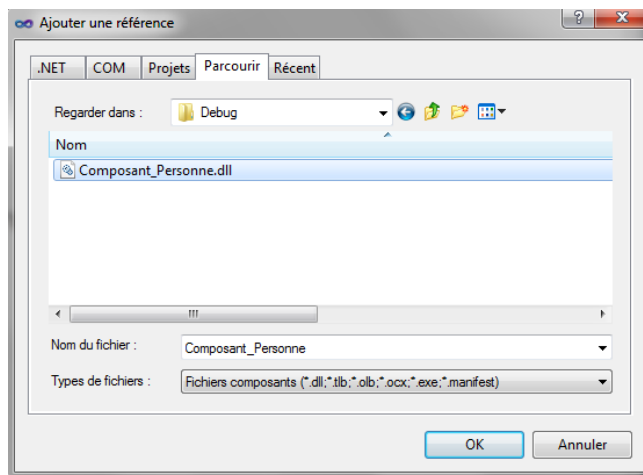 Ajouter une référence
.NET COM Projets Parcourir Récent
Regarder dans : Debug
Nom
Composant_Personne.dll
Nom du fichier : Composant_Personne
Types de fichiers : Fichiers composants (*.dll;*.tlb;*.olb;*.ocx;*.exe;*.manifest)
OK Annuler